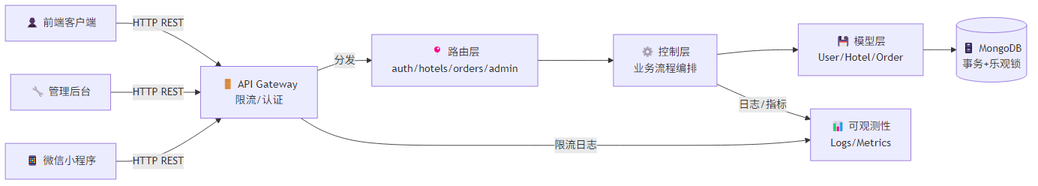 前端客户端
HTTP REST
管理后台
HTTP REST
微信小程序
HTTP REST
API Gateway
限流/认证
分发
路由层
auth/hotels/orders/admin
控制层
业务流程编排
模型层
User/Hotel/Order
MongoDB
事务+乐观锁
日志/指标
限流日志
可观测性
Logs/Metrics